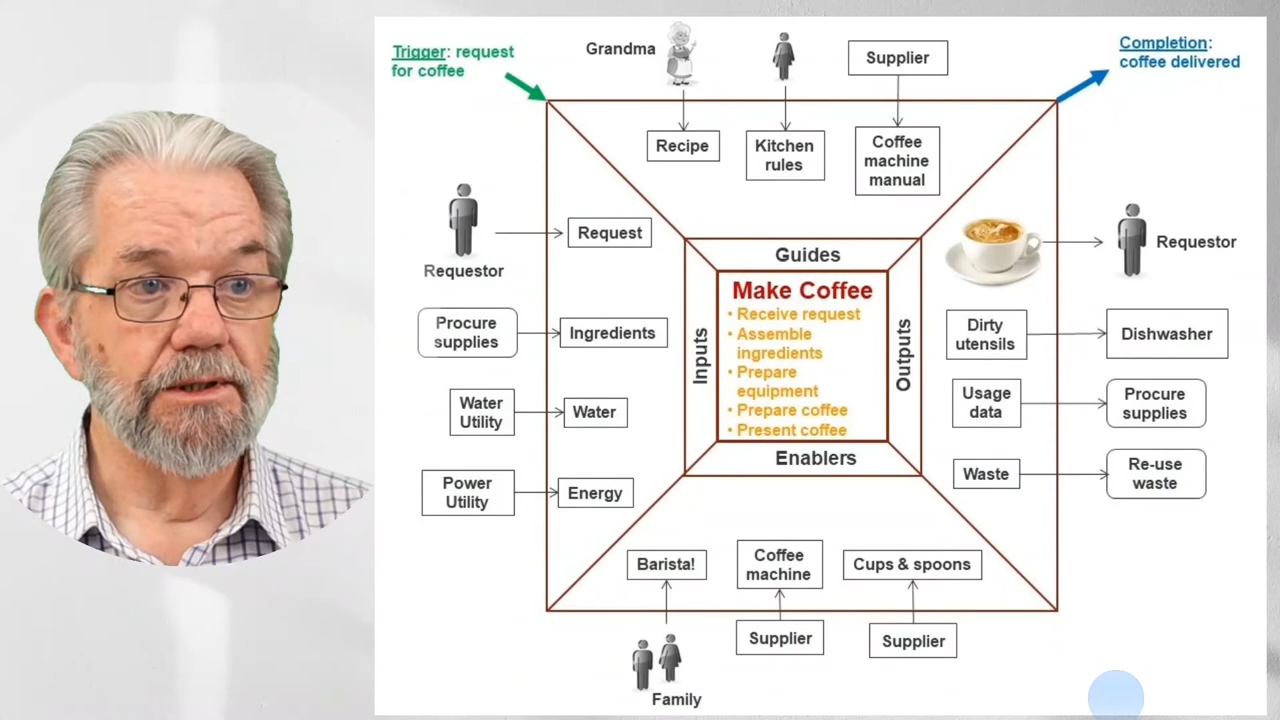 Trigger: request
for coffee
Grandma
Supplier
Completion:
coffee delivered
Recipe
Kitchen
rules
Coffee
machine
manual
Requestor
Request
Guides
Requestor
Make Coffee
• Receive request
• Assemble
ingredients
• Prepare
equipment
• Prepare coffee
• Present coffee
Inputs
Outputs
Enablers
Procure
supplies
Ingredients
Water
Utility
Water
Power
Utility
Energy
Dirty
utensils
Dishwasher
Usage
data
Procure
supplies
Waste
Re-use
waste
Barista!
Coffee
machine
Cups & spoons
Supplier
Supplier
Family